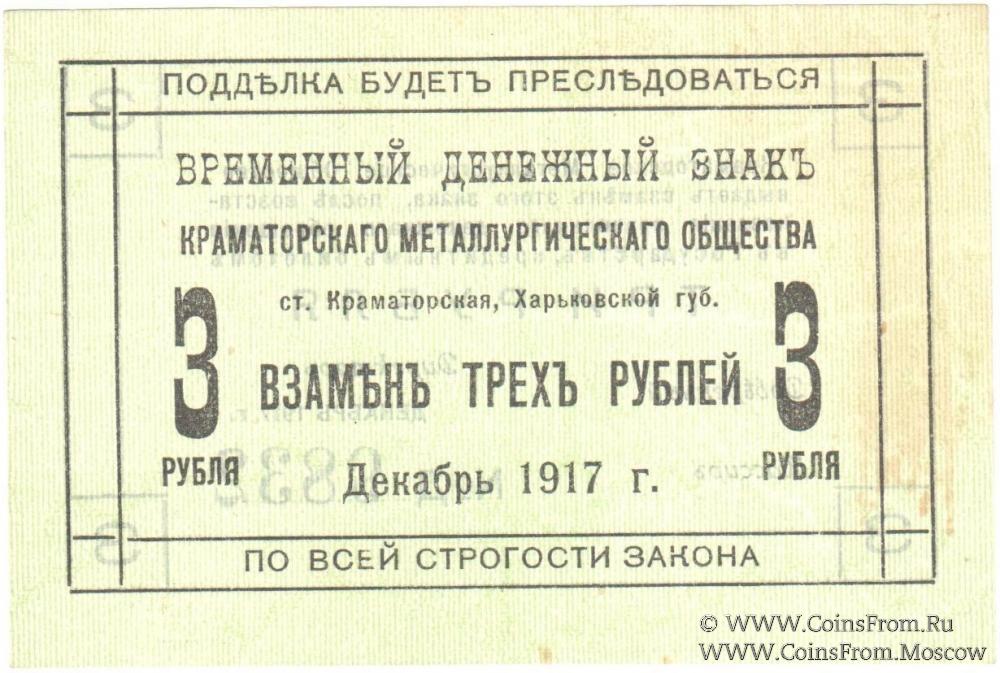 ПОДДѢЛКА БУДЕТЪ ПРЕСЛѢДОВАТЬСЯ
ВРЕМЕННЫЙ ДЕНЕЖНЫЙ ЗНАКЪ
КРАМАТОРСКАГО МЕТАЛЛУРГИЧЕСКАГО ОБЩЕСТВА
ст. Краматорская, Харьковской губ.
3 ВЗАМѢНЪ ТРЕХЪ РУБЛЕЙ 3
РУБЛЯ Декабрь 1917 г. РУБЛЯ
ПО ВСЕЙ СТРОГОСТИ ЗАКОНА
© WWW.CoinsFrom.Ru
WWW.CoinsFrom.Moscow